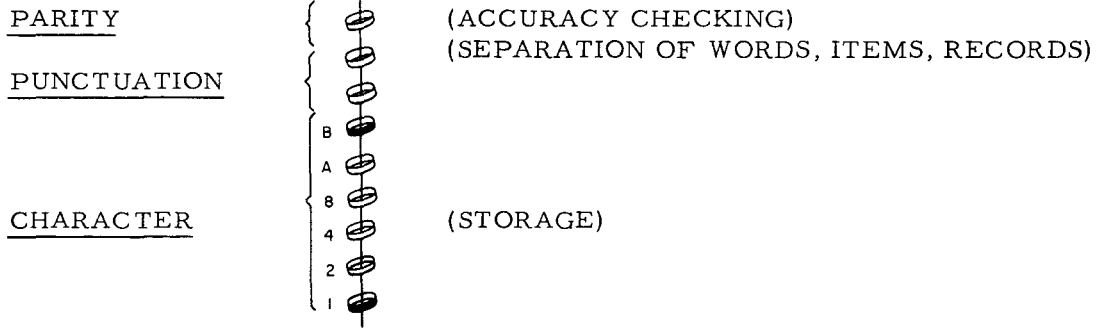 PARITY (ACCURACY CHECKING)
(SEPARATION OF WORDS, ITEMS, RECORDS)
PUNCTUATION
B
A
8
CHARACTER (STORAGE)
4
2
1